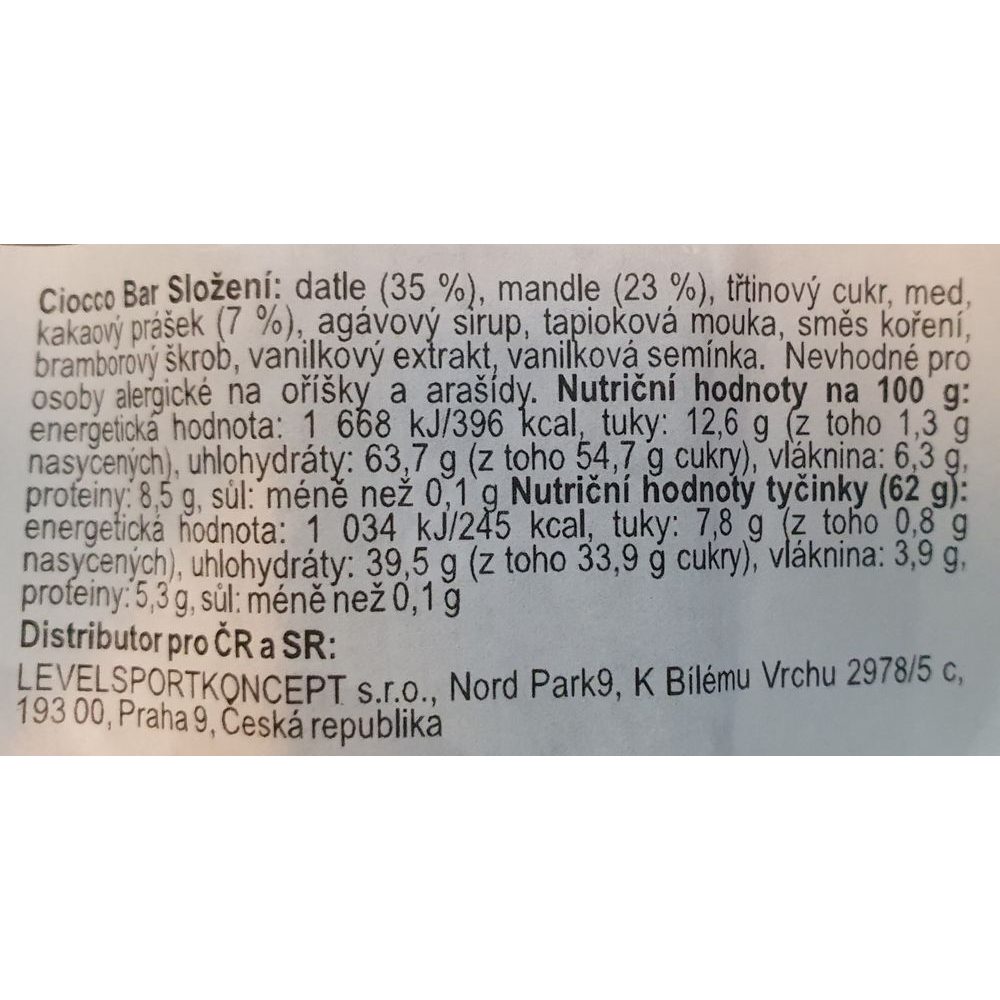 Ciocco Bar Složení: datle (35 %), mandle (23 %), třtinový cukr, med,
kakaový prášek (7 %), agávový sirup, tapioková mouka, směs koření,
bramborový škrob, vanilkový extrakt, vanilková semínka. Nevhodné pro
osoby alergické na oříšky a arašídy. Nutriční hodnoty na 100 g:
energetická hodnota: 1 668 kJ/396 kcal, tuky: 12,6 g (z toho 1,3 g
nasycených), uhlohydráty: 63,7 g (z toho 54,7 g cukry), vláknina: 6,3 g,
proteiny: 8,5 g, sůl: méně než 0,1 g Nutriční hodnoty tyčinky (62 g):
energetická hodnota: 1 034 kJ/245 kcal, tuky: 7,8 g (z toho 0,8 g
nasycených), uhlohydráty: 39,5 g (z toho 33,9 g cukry), vláknina: 3,9 g,
proteiny: 5,3 g, sůl: méně než 0,1 g
Distributor pro ČR a SR:
LEVELSPORTKONCEPT s.r.o., Nord Park9, K Bílému Vrchu 2978/5 c,
193 00, Praha 9, Česká republika